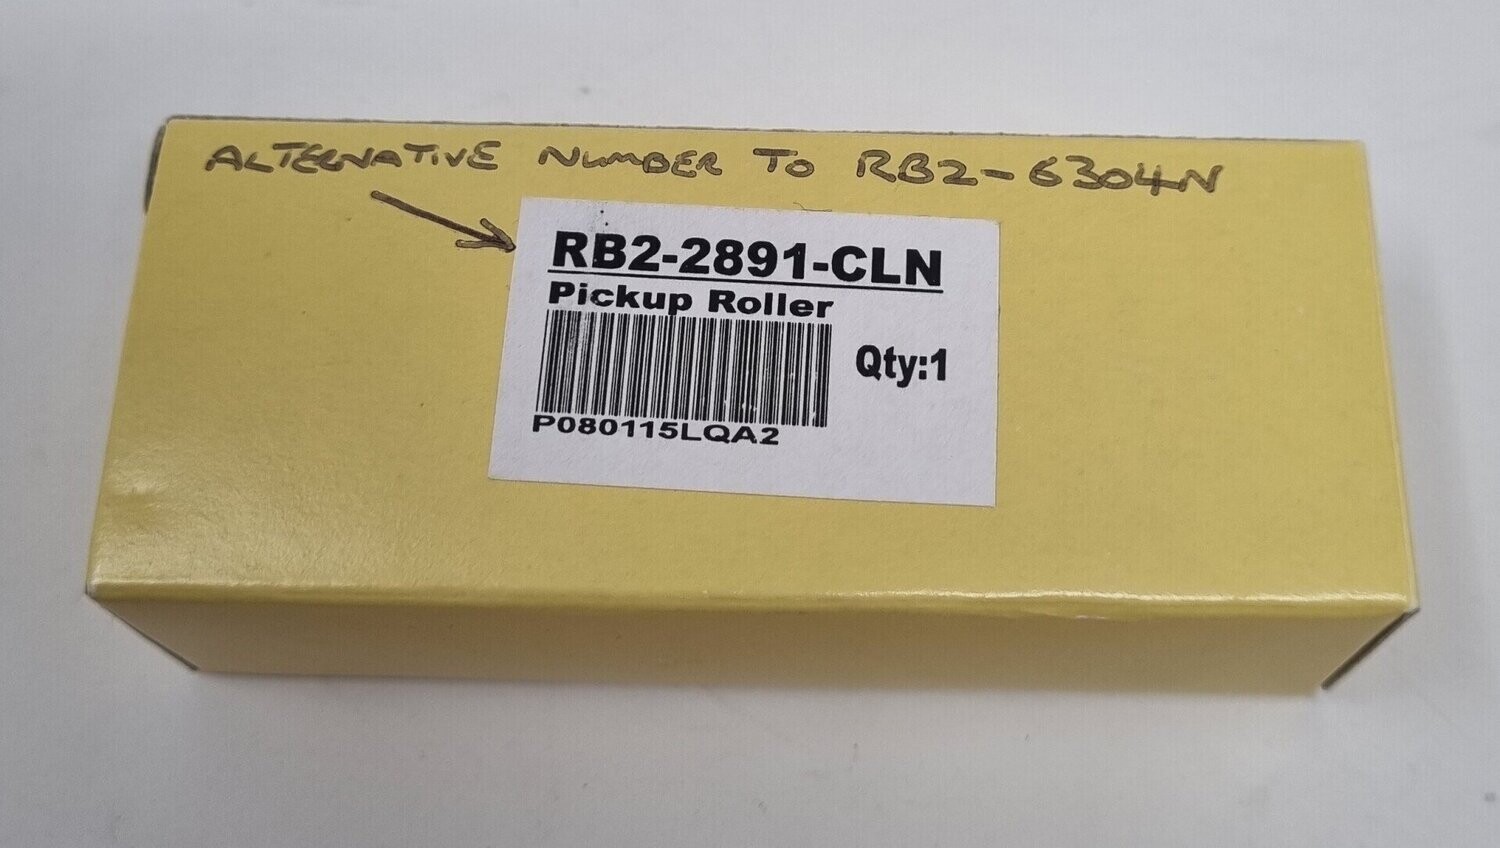 ALTERNATIVE NUMBER TO RB2-6304N
RB2-2891-CLN
Pickup Roller
Qty:1
P080115LQA2